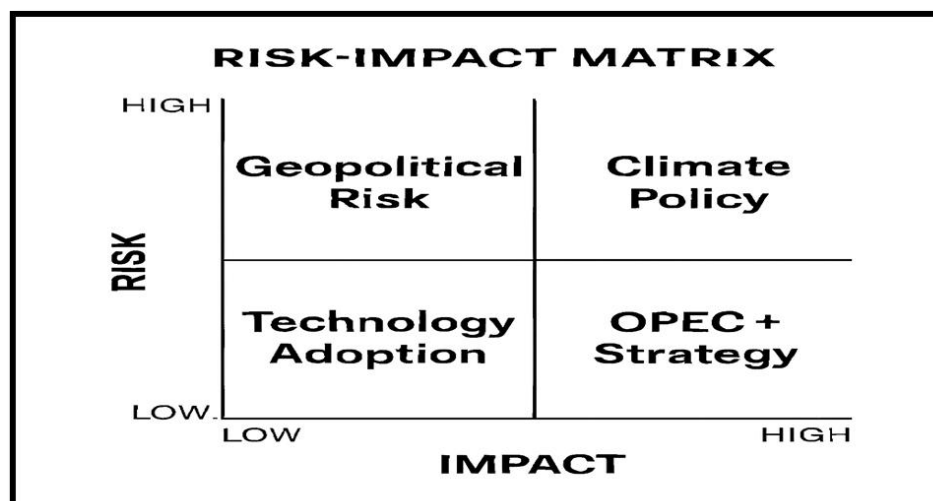 RISK-IMPACT MATRIX
HIGH
Geopolitical
Risk
Climate
Policy
RISK
Technology
Adoption
OPEC +
Strategy
LOW
LOW
HIGH
IMPACT